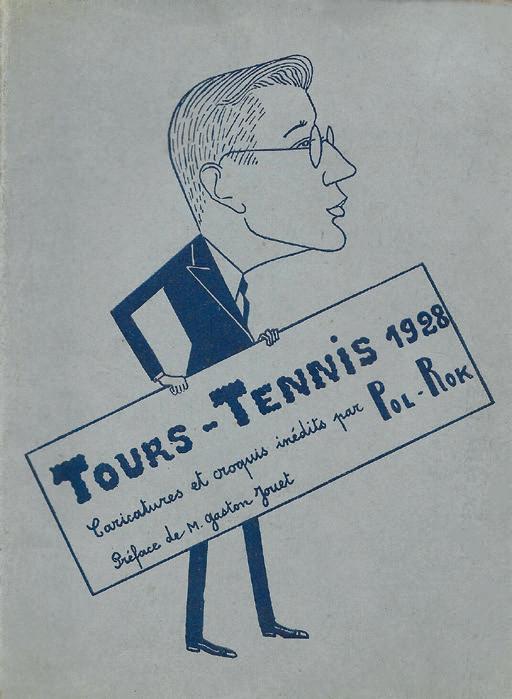 TOURS - TENNIS 1928
Caricatures et croquis inédits par POL-ROK
Préface de M. Gaston Jouet